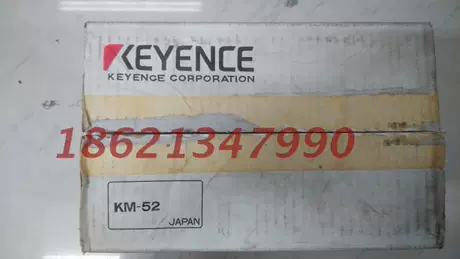 KEYENCE
KEYENCE CORPORATION
18621347990
KM-52
JAPAN